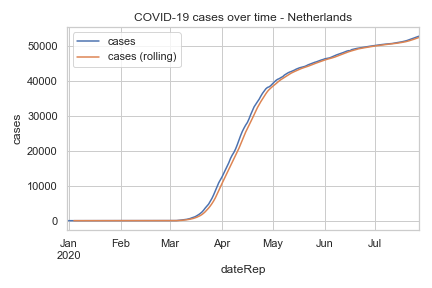 COVID-19 cases over time - Netherlands
cases
cases (rolling)
50000
40000
30000
20000
10000
0
cases
Jan Feb Mar Apr May Jun Jul
2020
dateRep